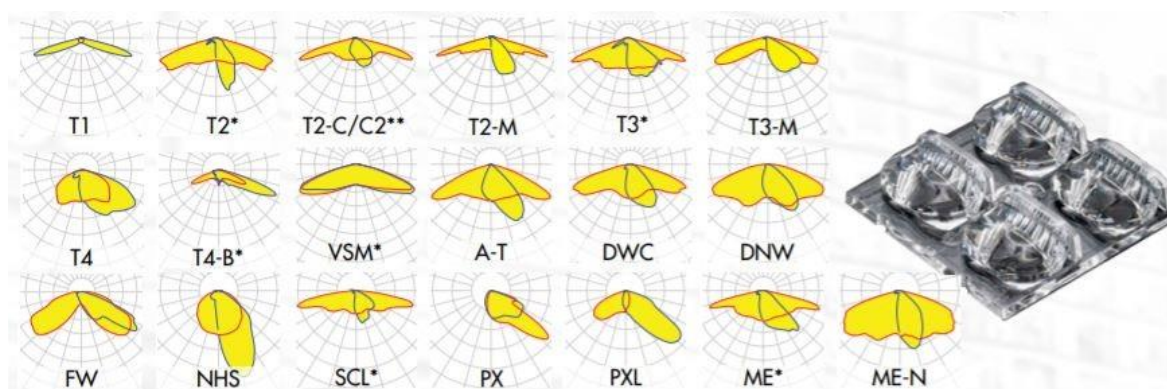 T1 T2* T2-C/C2** T2-M T3* T3-M
T4 T4-B* VSM* A-T DWC DNW
FW NHS SCL* PX PXL ME* ME-N